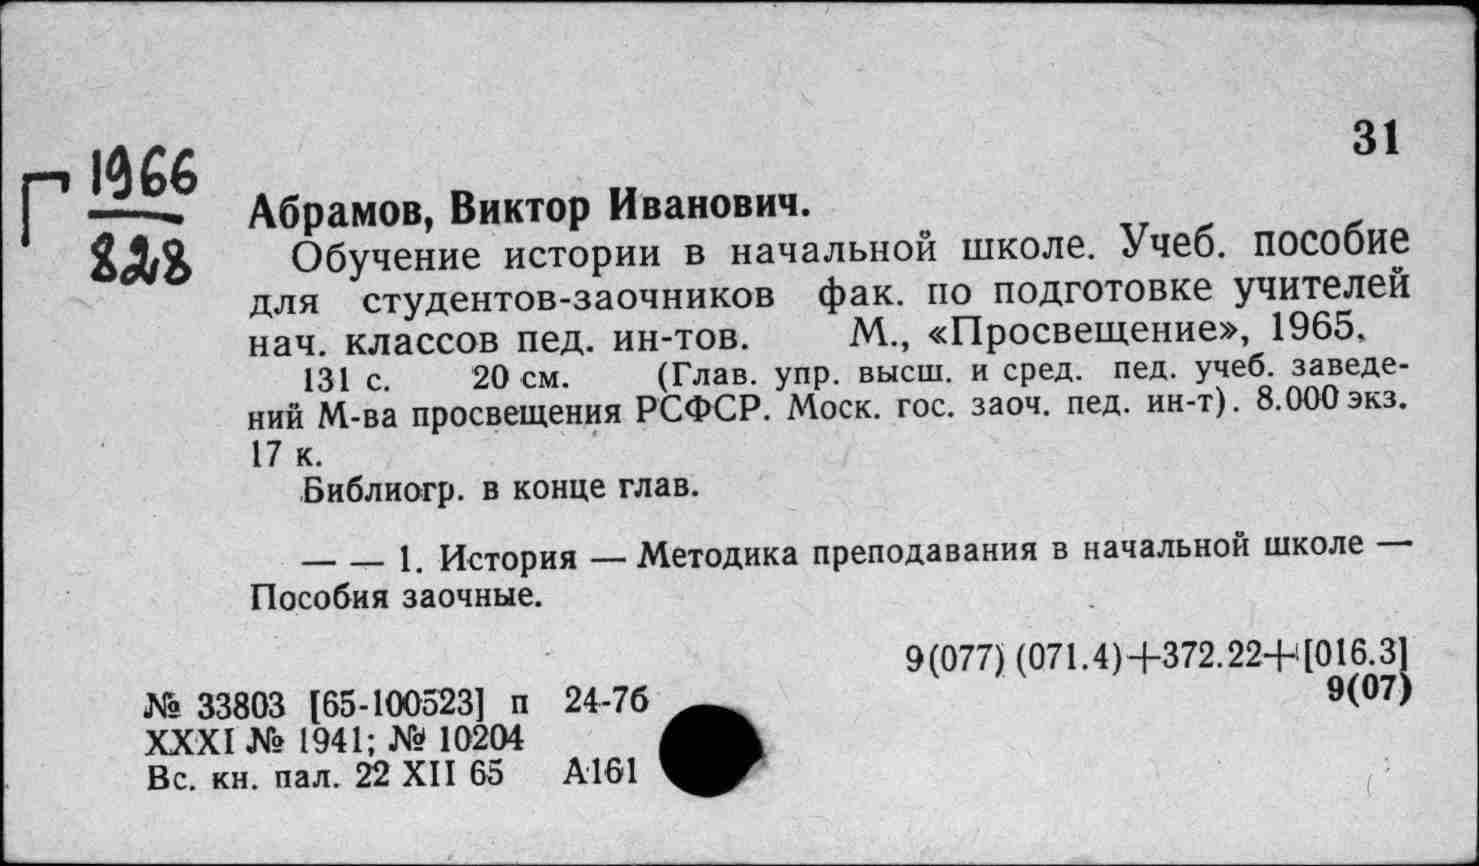 31
Г 1966
828
Абрамов, Виктор Иванович.
Обучение истории в начальной школе. Учеб. пособие
для студентов-заочников фак. по подготовке учителей
нач. классов пед. ин-тов. М., «Просвещение», 1965.
131 с. 20 см. (Глав. упр. высш. и сред. пед. учеб. заведе-
ний М-ва просвещения РСФСР. Моск. гос. заоч. пед. ин-т). 8.000 экз.
17 к.
Библиогр. в конце глав.
— — 1. История — Методика преподавания в начальной школе —
Пособия заочные.
9(077) (071.4)+372.22+[016.3]
9(07)
№ 33803 [65-100523] п 24-7б
XXXI № 1941; № 10204
Вс. кн. пал. 22 XII 65 А161